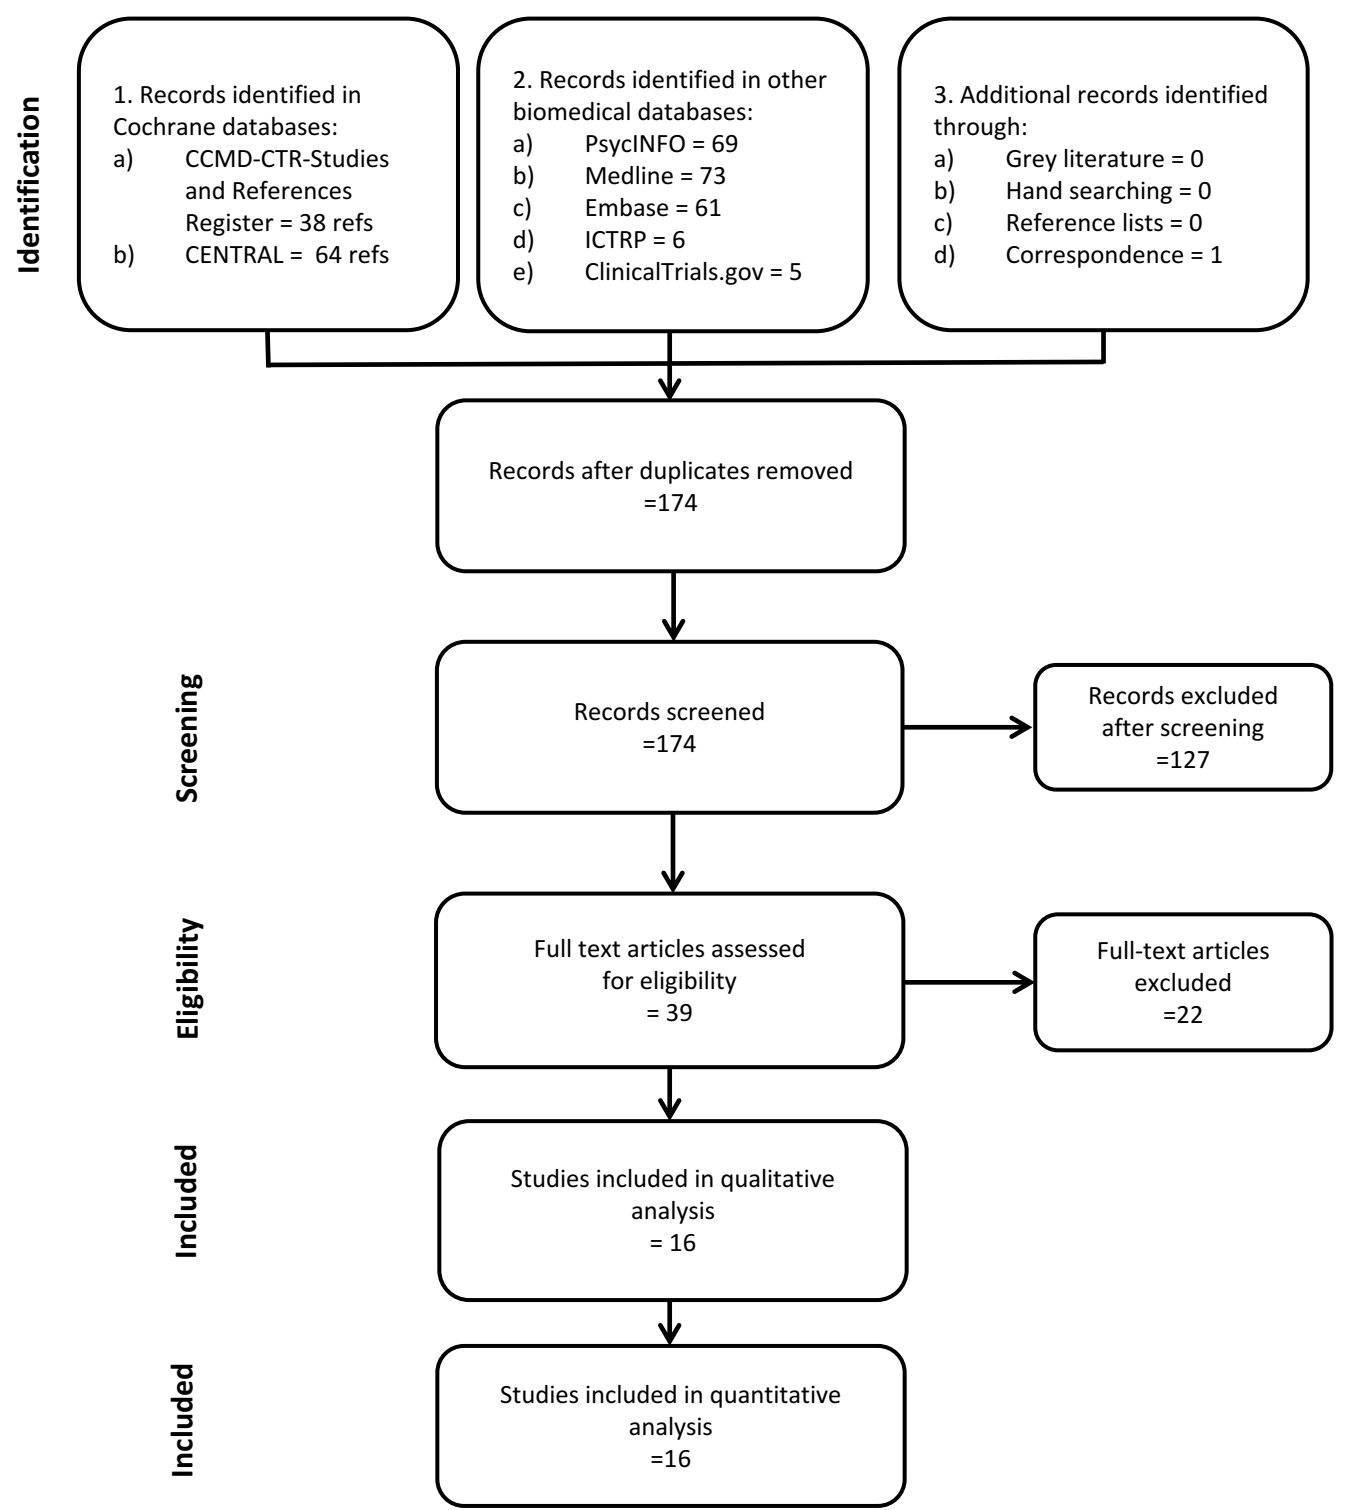 Identification
1. Records identified in
Cochrane databases:
a) CCMD-CTR-Studies
and References
Register = 38 refs
b) CENTRAL = 64 refs
2. Records identified in other
biomedical databases:
a) PsycINFO = 69
b) Medline = 73
c) Embase = 61
d) ICTRP = 6
e) ClinicalTrials.gov = 5
3. Additional records identified
through:
a) Grey literature = 0
b) Hand searching = 0
c) Reference lists = 0
d) Correspondence = 1
Records after duplicates removed
=174
Screening
Records screened
=174
Records excluded
after screening
=127
Eligibility
Full text articles assessed
for eligibility
= 39
Full-text articles
excluded
=22
Included
Studies included in qualitative
analysis
= 16
Included
Studies included in quantitative
analysis
=16